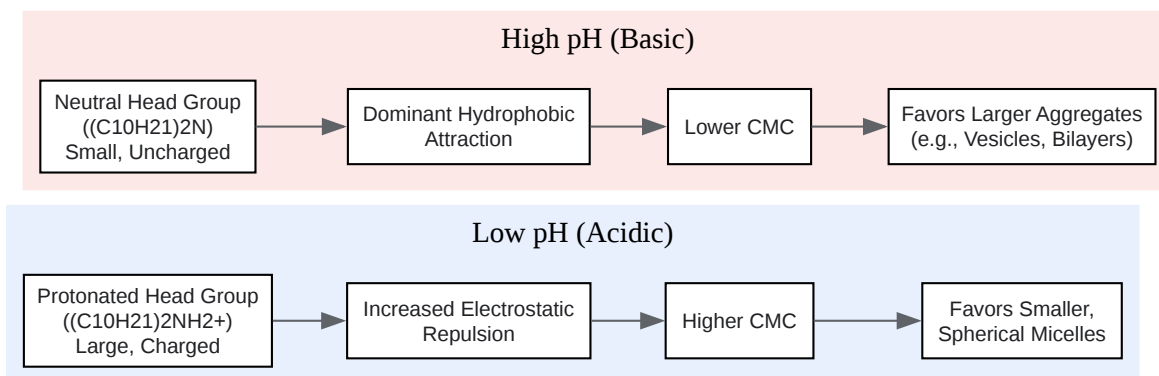 High pH (Basic)
Neutral Head Group
((C10H21)2N)
Small, Uncharged
Dominant Hydrophobic
Attraction
Lower CMC
Favors Larger Aggregates
(e.g., Vesicles, Bilayers)
Low pH (Acidic)
Protonated Head Group
((C10H21)2NH2+)
Large, Charged
Increased Electrostatic
Repulsion
Higher CMC
Favors Smaller,
Spherical Micelles